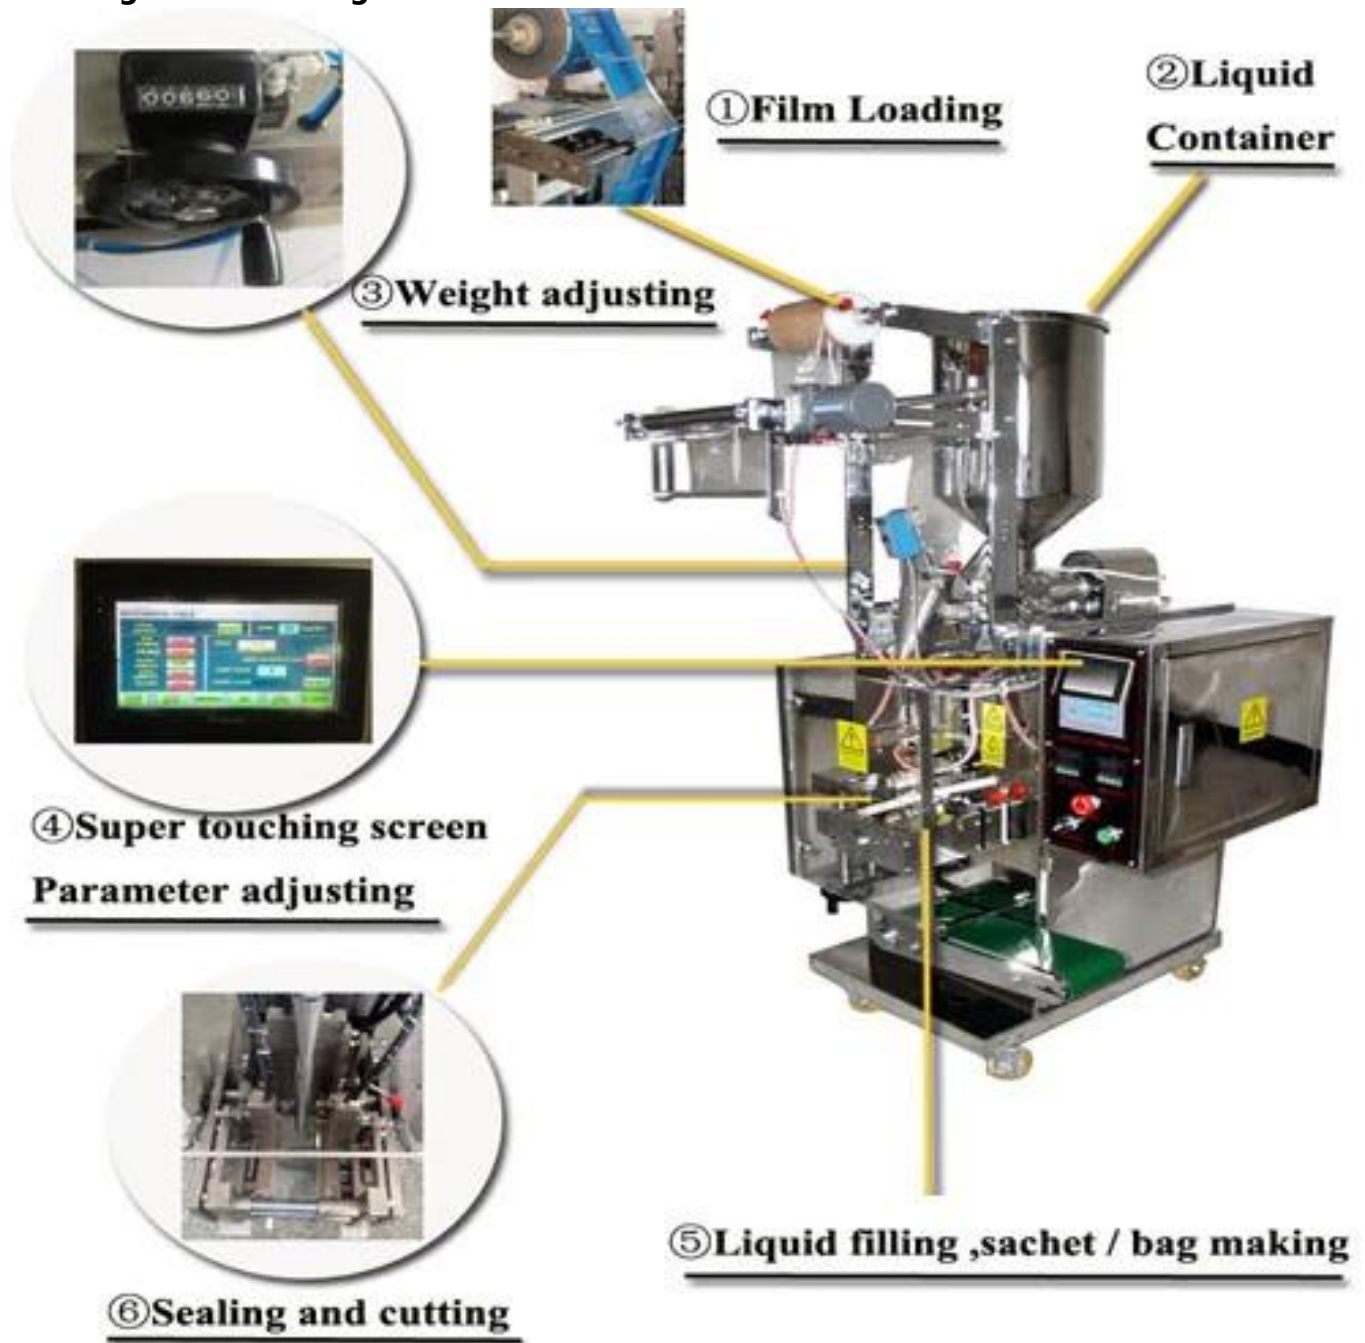 ①Film Loading
②Liquid
Container
006601
③Weight adjusting
④Super touching screen
Parameter adjusting
⑤Liquid filling ,sachet / bag making
⑥Sealing and cutting